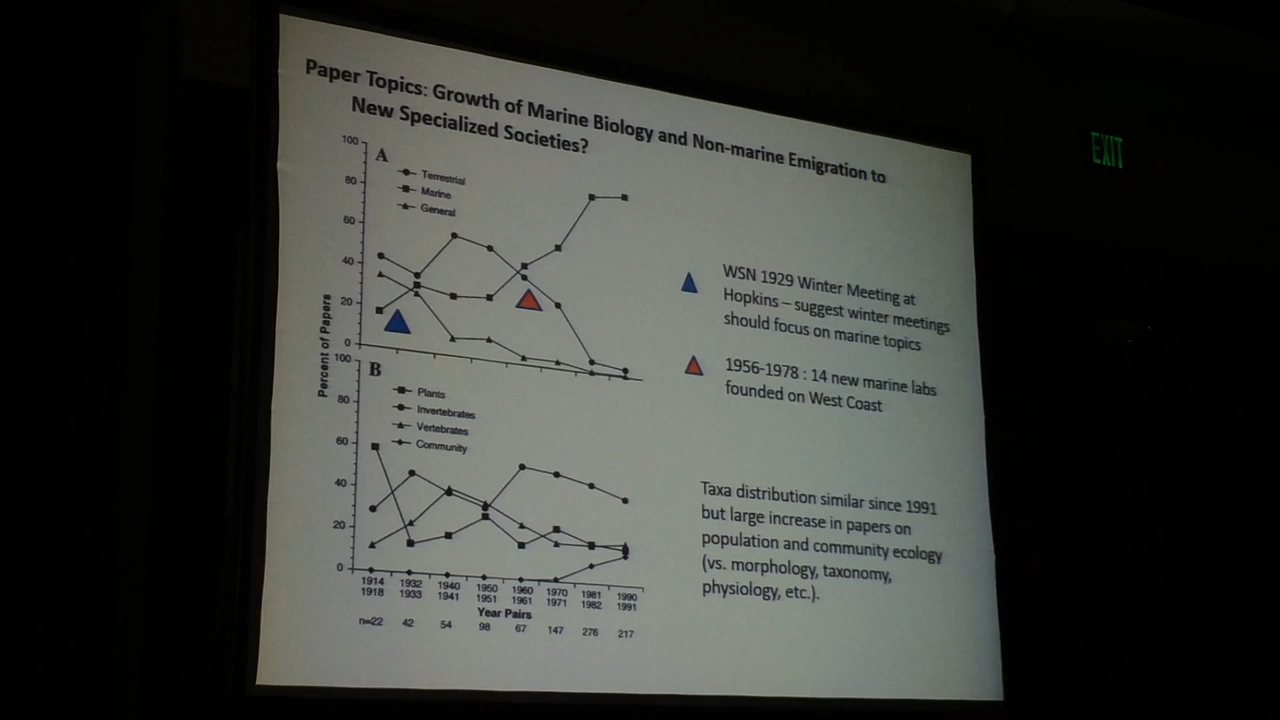 Paper Topics: Growth of Marine Biology and Non-marine Emigration to
New Specialized Societies?
EXIT
A
Terrestrial
Marine
General
100
80
60
40
20
0
Percent of Papers
B
Plants
Invertebrates
Vertebrates
Community
100
80
60
40
20
0
1914 1932 1940 1950 1960 1970 1981 1990
1918 1933 1941 1951 1961 1971 1982 1991
Year Pairs
n=22 42 54 98 67 147 276 217
WSN 1929 Winter Meeting at
Hopkins – suggest winter meetings
should focus on marine topics
1956-1978 : 14 new marine labs
founded on West Coast
Taxa distribution similar since 1991
but large increase in papers on
population and community ecology
(vs. morphology, taxonomy,
physiology, etc.).